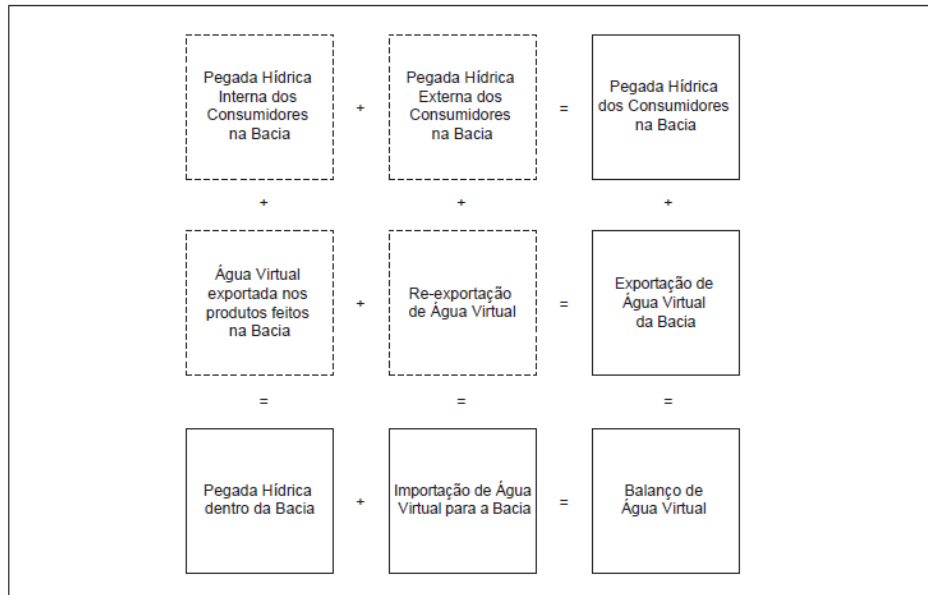 Pegada Hídrica
Interna dos
Consumidores
na Bacia
+
Pegada Hídrica
Externa dos
Consumidores
na Bacia
=
Pegada Hídrica
dos Consumidores
na Bacia
+
+
+
Água Virtual
exportada nos
produtos feitos
na Bacia
+
Re-exportação
de Água Virtual
=
Exportação de
Água Virtual
da Bacia
=
=
=
Pegada Hídrica
dentro da Bacia
+
Importação de Água
Virtual para a Bacia
=
Balanço de
Água Virtual